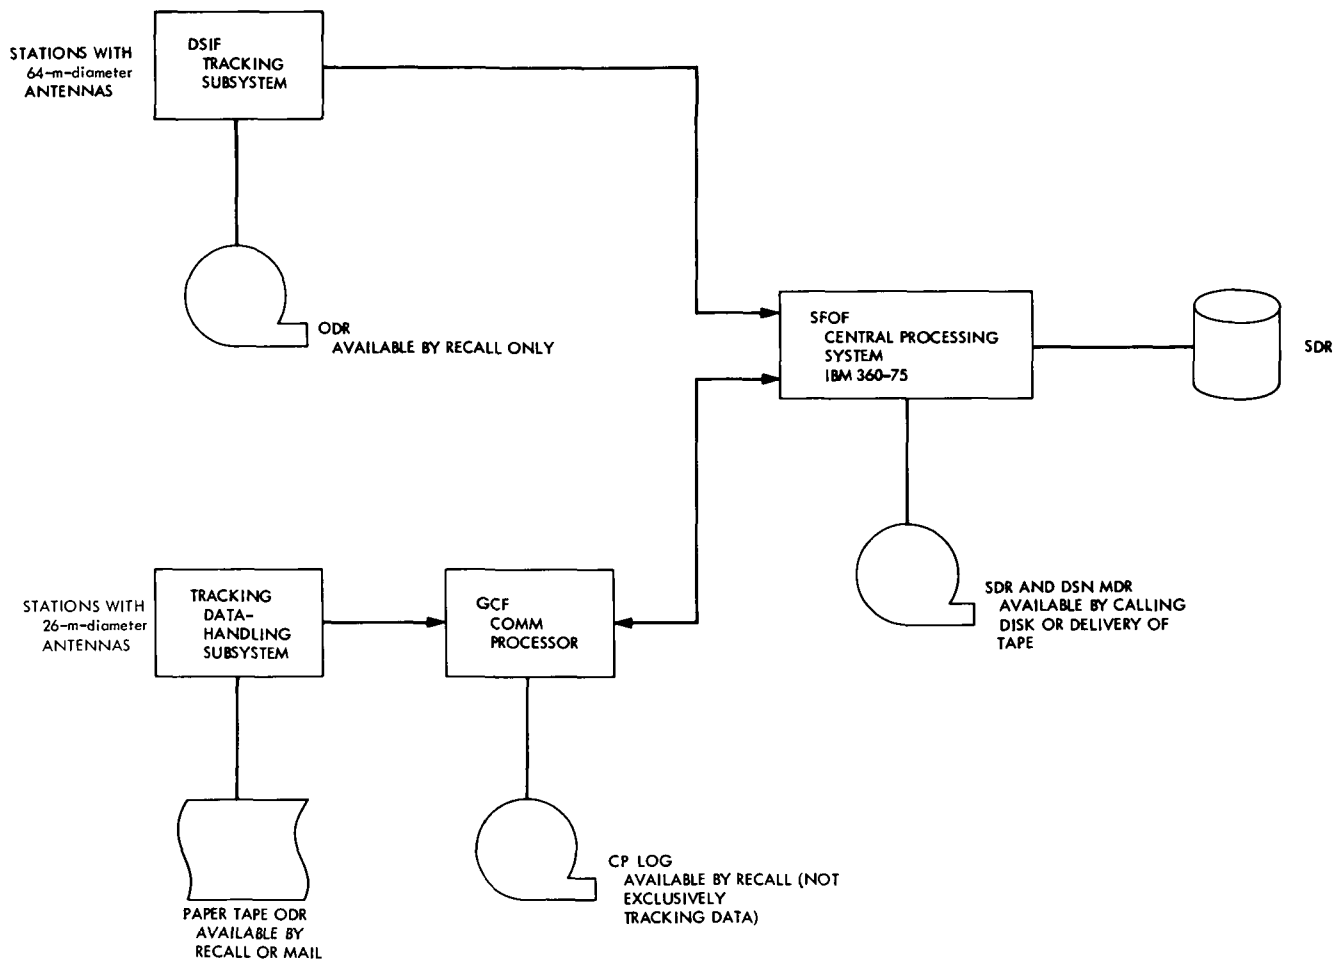 STATIONS WITH
64-m-diameter
ANTENNAS
DSIF
TRACKING
SUBSYSTEM
ODR
AVAILABLE BY RECALL ONLY
SFOF
CENTRAL PROCESSING
SYSTEM
IBM 360-75
SDR
STATIONS WITH
26-m-diameter
ANTENNAS
TRACKING
DATA-
HANDLING
SUBSYSTEM
GCF
COMM
PROCESSOR
SDR AND DSN MDR
AVAILABLE BY CALLING
DISK OR DELIVERY OF
TAPE
PAPER TAPE ODR
AVAILABLE BY
RECALL OR MAIL
CP LOG
AVAILABLE BY RECALL (NOT
EXCLUSIVELY
TRACKING DATA)